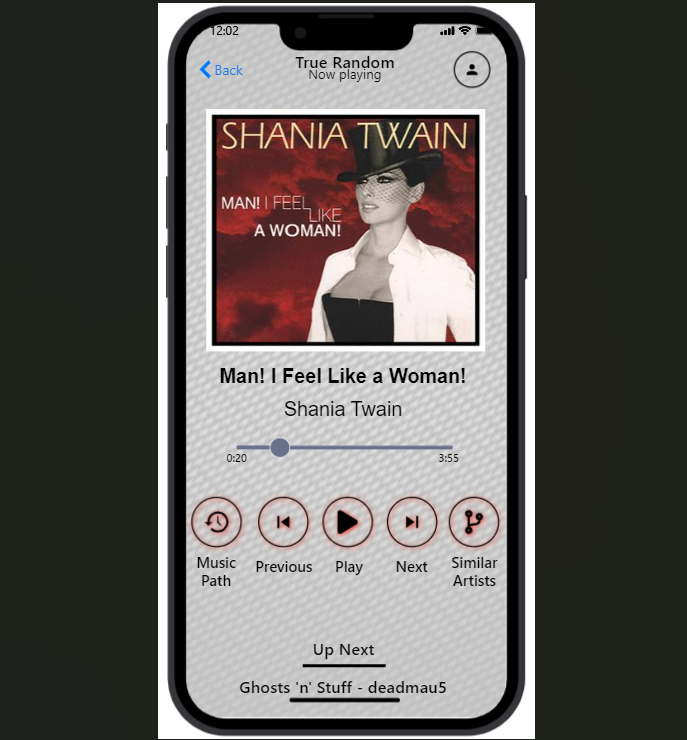 12:02
Back
True Random
Now playing
SHANIA TWAIN
MAN! I FEEL
LIKE
A WOMAN!
Man! I Feel Like a Woman!
Shania Twain
0:20
3:55
Music
Path
Previous
Play
Next
Similar
Artists
Up Next
Ghosts 'n' Stuff - deadmau5